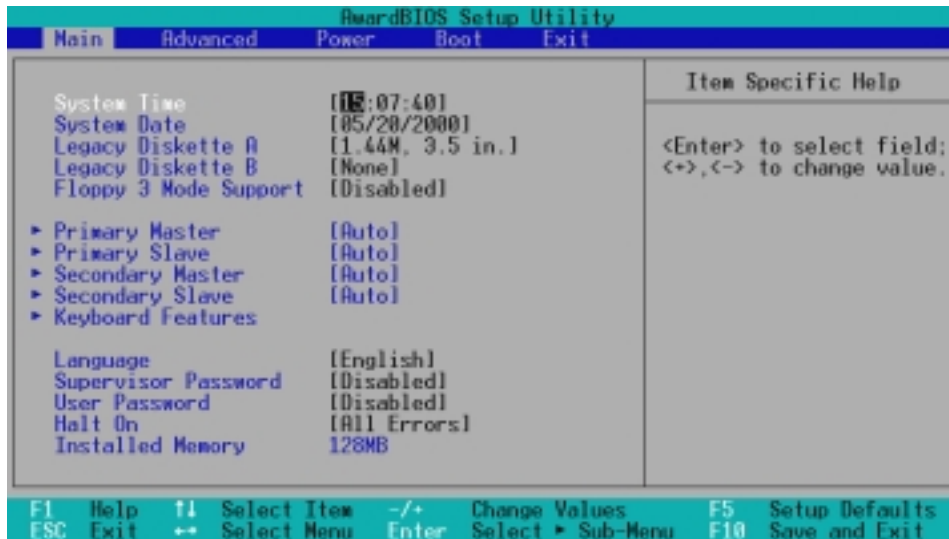 AwardBIOS Setup Utility
Main Advanced Power Boot Exit
Item Specific Help
System Time [15:07:40]
System Date [05/20/2000]
Legacy Diskette A [1.44M, 3.5 in.]
Legacy Diskette B [None]
Floppy 3 Mode Support [Disabled]
<Enter> to select field;
<+>,<-> to change value.
► Primary Master [Auto]
► Primary Slave [Auto]
► Secondary Master [Auto]
► Secondary Slave [Auto]
► Keyboard Features
Language [English]
Supervisor Password [Disabled]
User Password [Disabled]
Halt On [All Errors]
Installed Memory 128MB
F1 Help ↑↓ Select Item -/+ Change Values F5 Setup Defaults
ESC Exit ←→ Select Menu Enter Select ► Sub-Menu F10 Save and Exit